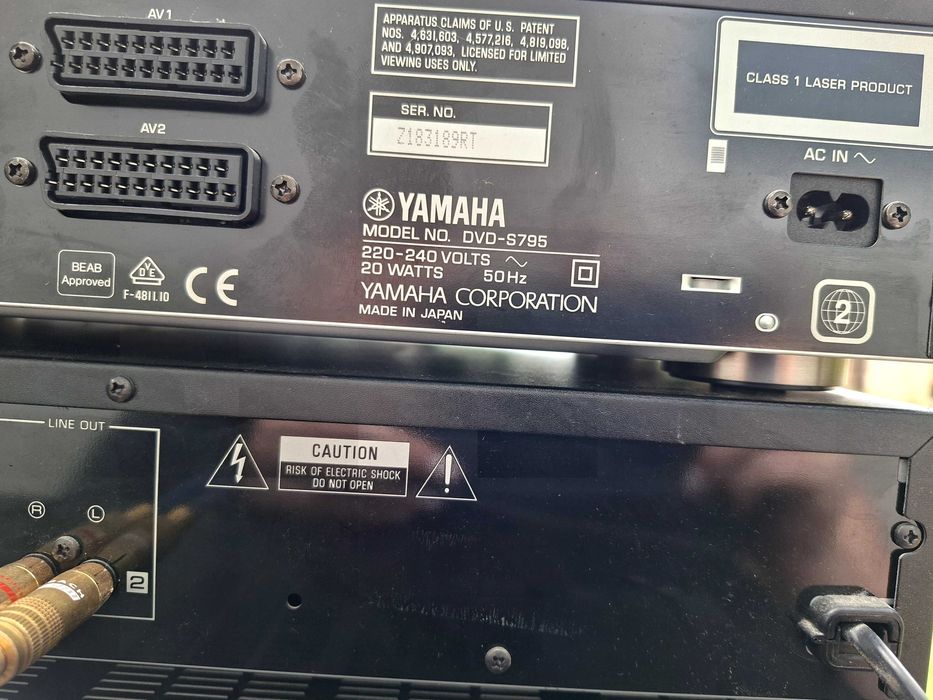 AV1
APPARATUS CLAIMS OF U.S. PATENT
NOS. 4,631,603, 4,577,216, 4,819,098,
AND 4,907,093, LICENSED FOR LIMITED
VIEWING USES ONLY.
CLASS 1 LASER PRODUCT
SER. NO.
Z183189RT
AV2
AC IN
YAMAHA
MODEL NO. DVD-S795
220-240 VOLTS
20 WATTS 50Hz
YAMAHA CORPORATION
MADE IN JAPAN
BEAB
Approved
VDE
F-4811.10
CE
2
LINE OUT
R L
2
CAUTION
RISK OF ELECTRIC SHOCK
DO NOT OPEN